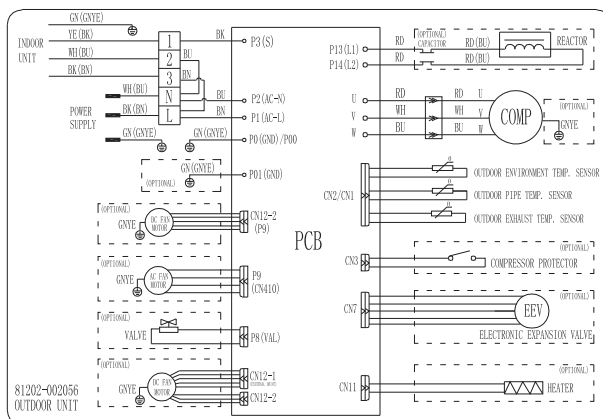 GN(GNYE)
INDOOR
UNIT
YE(BK)
WH(BU)
BK(BN)
1
2
3
N
L
BU
BN
BK
P3(S)
WH(BU)
POWER
SUPPLY
BK(BN)
BU
P2(AC-N)
BN
P1(AC-L)
GN(GNYE)
GN(GNYE)
P0(GND)/P00
GN(GNYE)
(OPTIONAL)
P01(GND)
(OPTIONAL)
GNYE
DC FAN
MOTOR
CN12-2
(P9)
(OPTIONAL)
GNYE
AC FAN
MOTOR
P9
(CN410)
(OPTIONAL)
VALVE
P8(VAL)
(OPTIONAL)
GNYE
DC FAN
MOTOR
CN12-1
CN12-2
81202-002056
OUTDOOR UNIT
PCB
P13(L1)
P14(L2)
RD
RD
(OPTIONAL)
CAPACITOR
RD(BU)
RD(BU)
REACTOR
U
V
W
RD
WH
BU
RD
WH
BU
U
V
W
COMP
(OPTIONAL)
GNYE
CN2/CN1
OUTDOOR ENVIRONMENT TEMP. SENSOR
OUTDOOR PIPE TEMP. SENSOR
OUTDOOR EXHAUST TEMP. SENSOR
CN3
(OPTIONAL)
COMPRESSOR PROTECTOR
CN7
(OPTIONAL)
EEV
ELECTRONIC EXPANSION VALVE
CN11
(OPTIONAL)
HEATER